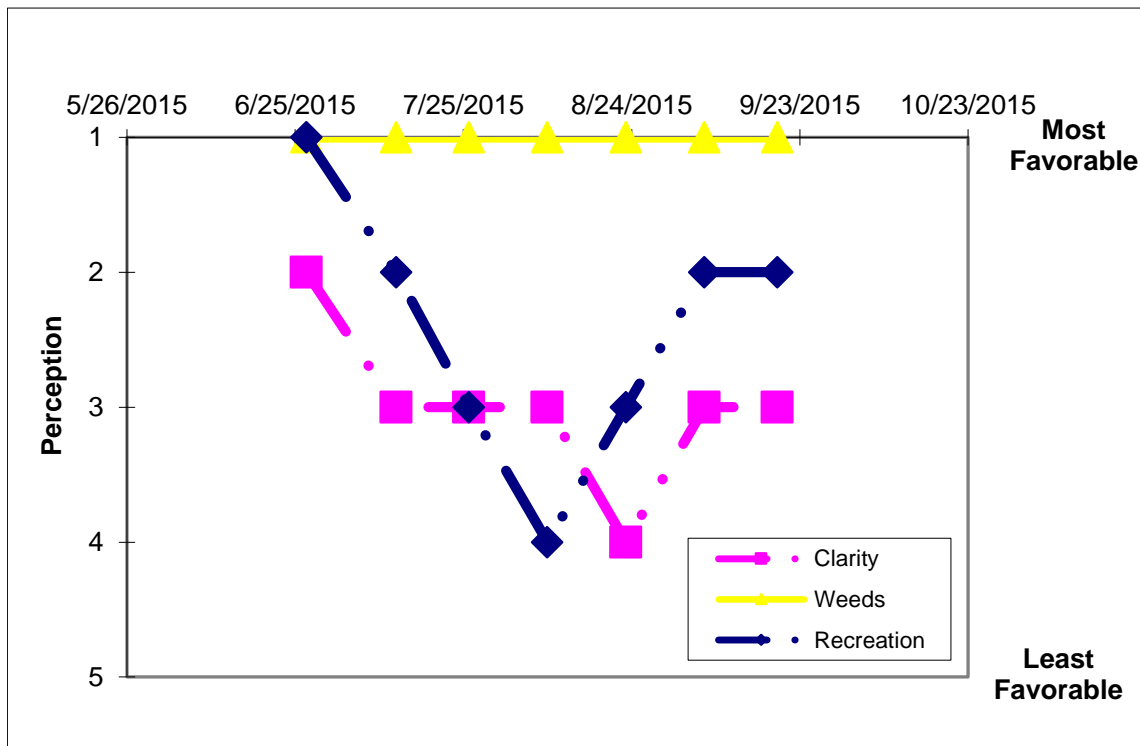 5/26/2015 6/25/2015 7/25/2015 8/24/2015 9/23/2015 10/23/2015
1
Most
Favorable
2
Perception
3
4
Clarity
Weeds
Recreation
5
Least
Favorable